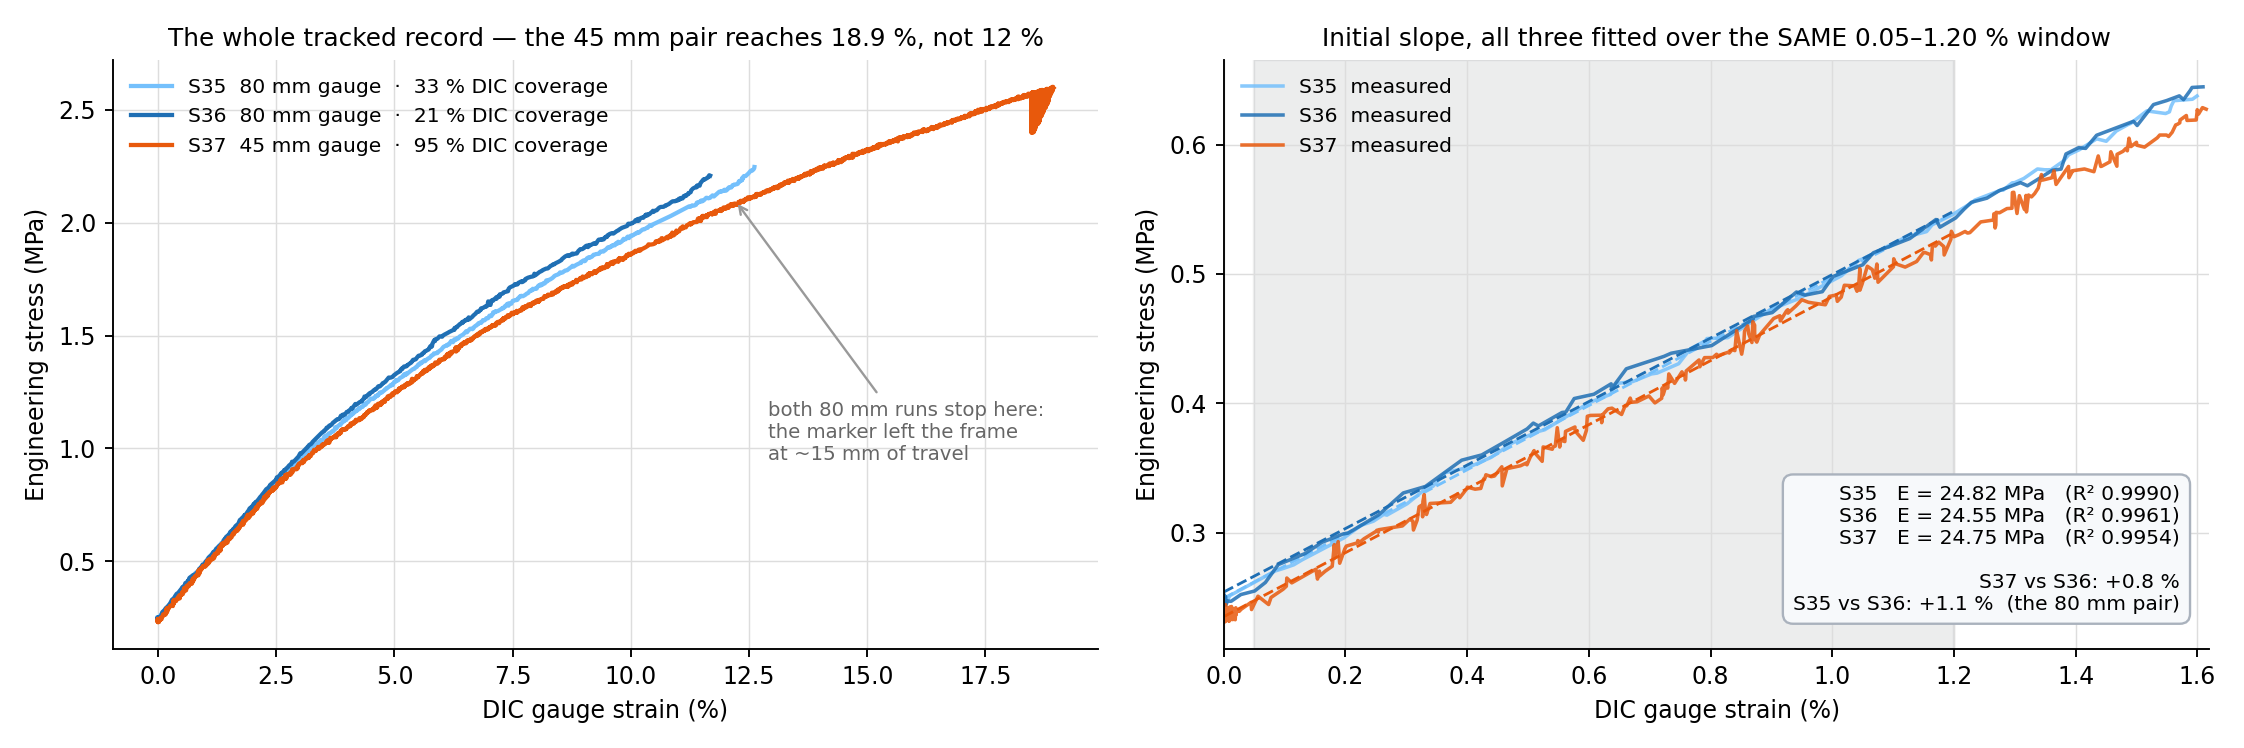 The whole tracked record — the 45 mm pair reaches 18.9 %, not 12 %
S35 80 mm gauge · 33 % DIC coverage
S36 80 mm gauge · 21 % DIC coverage
S37 45 mm gauge · 95 % DIC coverage
Engineering stress (MPa)
2.5
2.0
1.5
1.0
0.5
both 80 mm runs stop here:
the marker left the frame
at ~15 mm of travel
0.0 2.5 5.0 7.5 10.0 12.5 15.0 17.5
DIC gauge strain (%)
Initial slope, all three fitted over the SAME 0.05–1.20 % window
S35 measured
S36 measured
S37 measured
Engineering stress (MPa)
0.6
0.5
0.4
0.3
S35 E = 24.82 MPa (R² 0.9990)
S36 E = 24.55 MPa (R² 0.9961)
S37 E = 24.75 MPa (R² 0.9954)
S37 vs S36: +0.8 %
S35 vs S36: +1.1 % (the 80 mm pair)
0.0 0.2 0.4 0.6 0.8 1.0 1.2 1.4 1.6
DIC gauge strain (%)